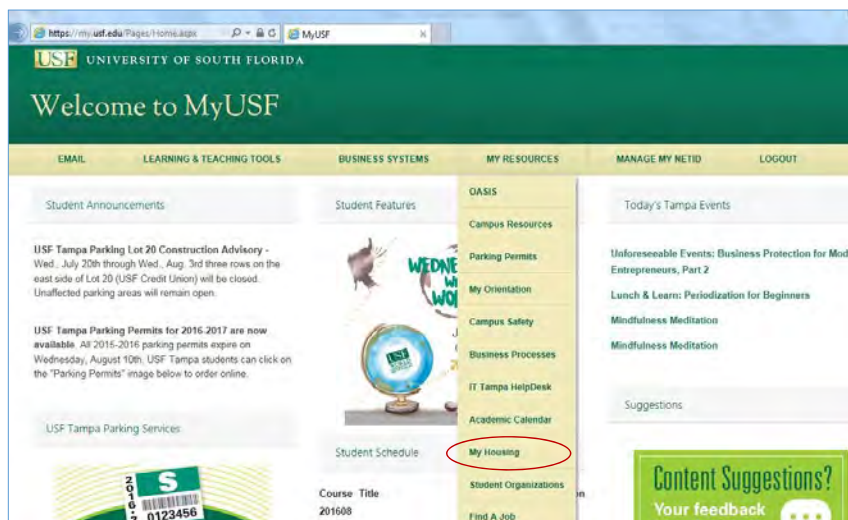 https://my.usf.edu/Pages/Home.aspx
MyUSF
USF UNIVERSITY OF SOUTH FLORIDA
Welcome to MyUSF
EMAIL LEARNING & TEACHING TOOLS BUSINESS SYSTEMS MY RESOURCES MANAGE MY NETID LOGOUT
Student Announcements
USF Tampa Parking Lot 20 Construction Advisory -
Wed., July 20th through Wed., Aug. 3rd three rows on the
east side of Lot 20 (USF Credit Union) will be closed.
Unaffected parking areas will remain open.
USF Tampa Parking Permits for 2016-2017 are now
available. All 2015-2016 parking permits expire on
Wednesday, August 10th. USF Tampa students can click on
the "Parking Permits" image below to order online.
USF Tampa Parking Services
2016-
S
0123456
Student Features
WEDNE
W
WO
USF
Student Schedule
Course Title
201608
OASIS
Campus Resources
Parking Permits
My Orientation
Campus Safety
Business Processes
IT Tampa HelpDesk
Academic Calendar
My Housing
Student Organizations
Find A Job
Today's Tampa Events
Unforeseeable Events: Business Protection for Mod
Entrepreneurs, Part 2
Lunch & Learn: Periodization for Beginners
Mindfulness Meditation
Mindfulness Meditation
Suggestions
Content Suggestions?
Your feedback